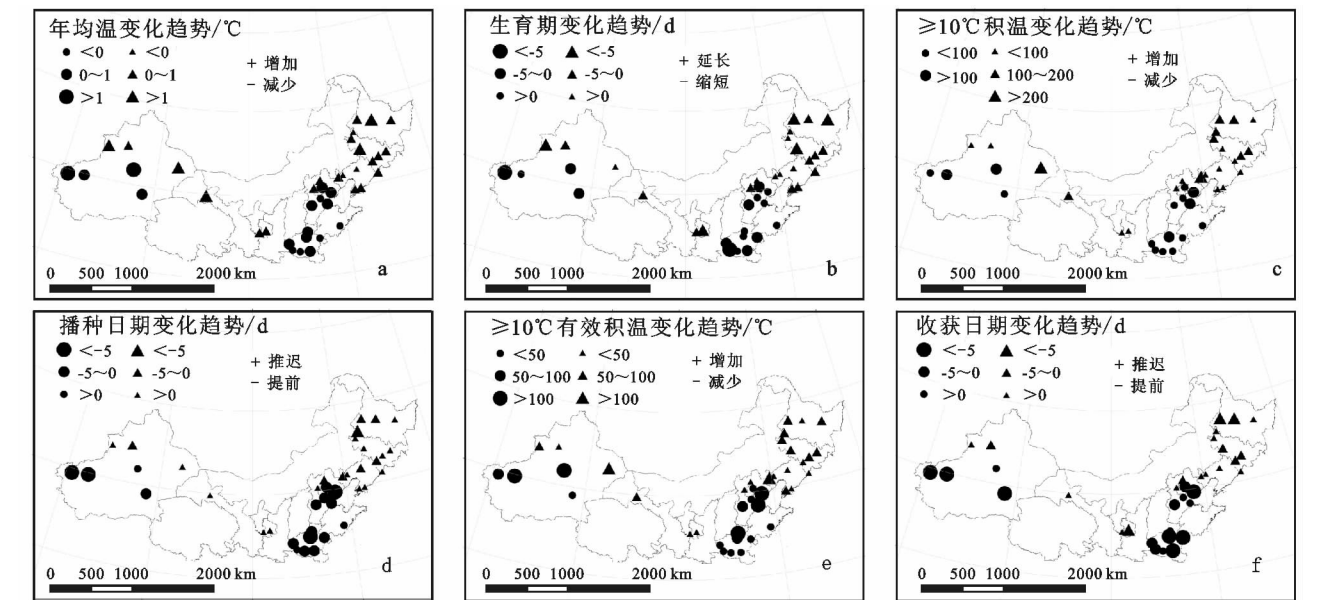 年均温变化趋势/℃
<0 <0
0~1 0~1
>1 >1
+ 增加
- 减少
0 500 1000 2000 km
a
生育期变化趋势/d
<-5 <-5
-5~0 -5~0
>0 >0
+ 延长
- 缩短
0 500 1000 2000 km
b
≥10℃积温变化趋势/℃
<100 <100
>100 100~200
>200
+ 增加
- 减少
0 500 1000 2000 km
c
播种日期变化趋势/d
<-5 <-5
-5~0 -5~0
>0 >0
+ 推迟
- 提前
0 500 1000 2000 km
d
≥10℃有效积温变化趋势/℃
<50 <50
50~100 50~100
>100 >100
+ 增加
- 减少
0 500 1000 2000 km
e
收获日期变化趋势/d
<-5 <-5
-5~0 -5~0
>0 >0
+ 推迟
- 提前
0 500 1000 2000 km
f